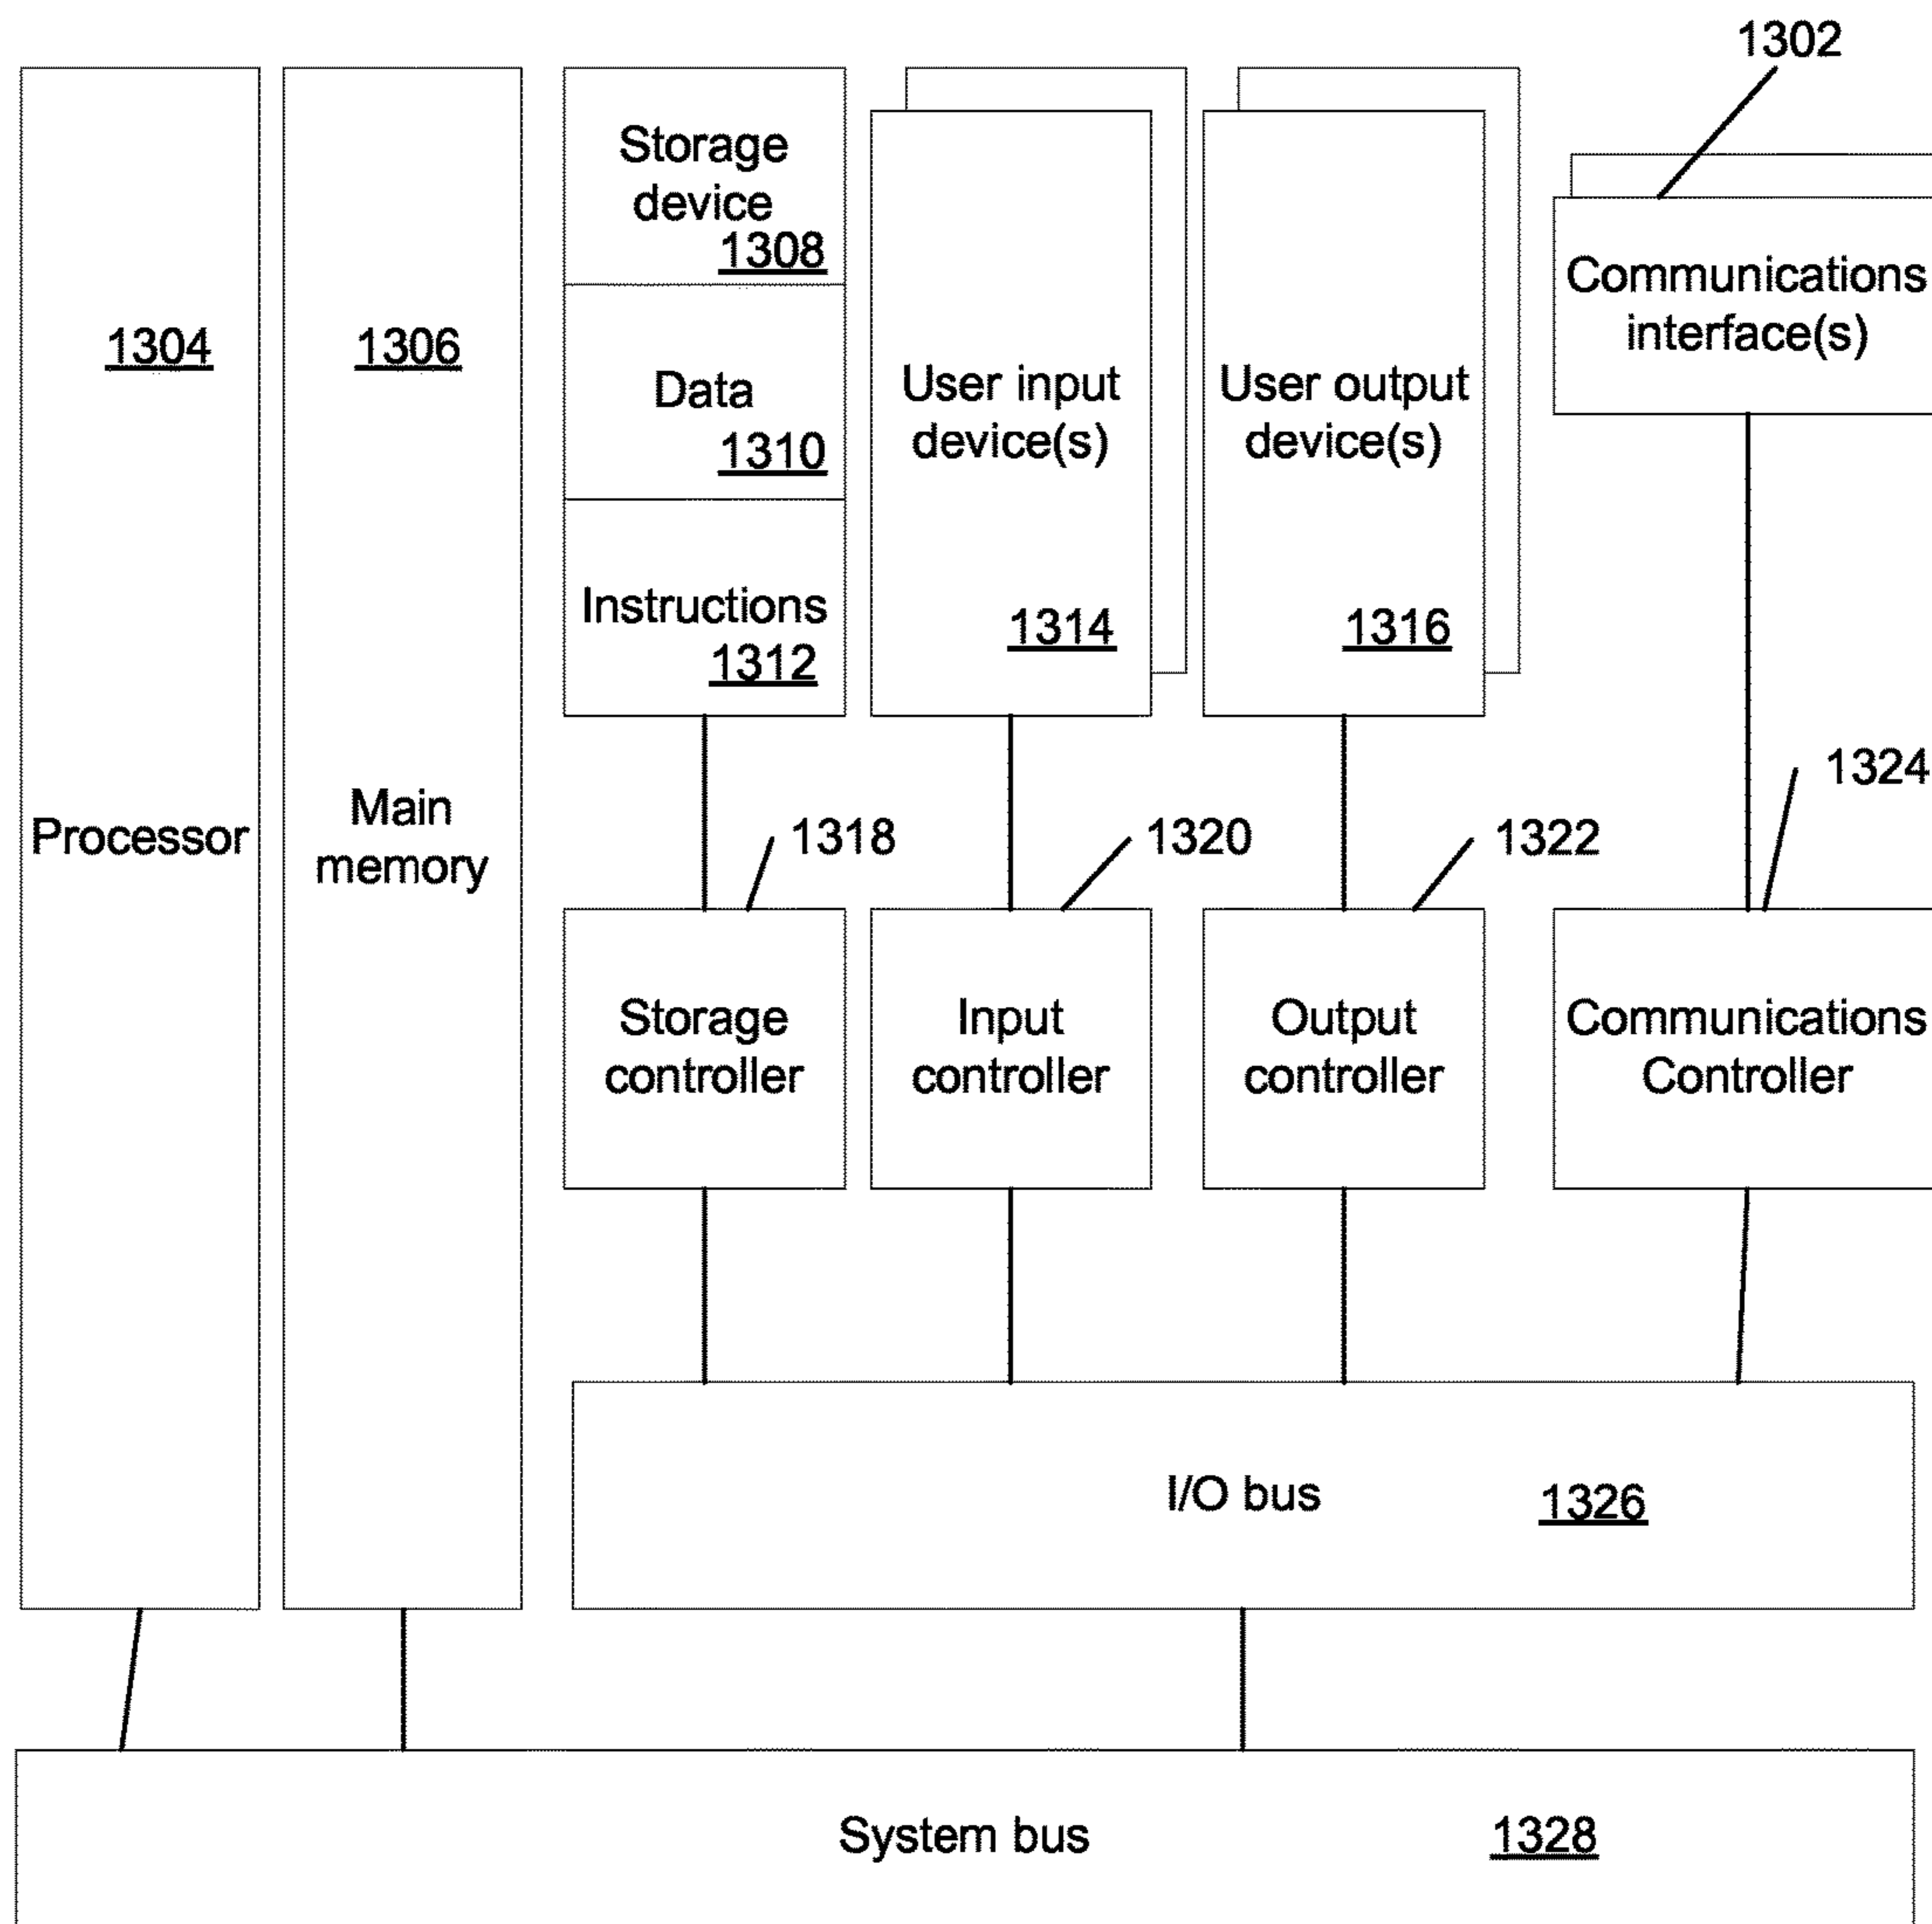 1302
Storage
device
1308
1304
1306
Data
1310
User input
device(s)
User output
device(s)
Communications
interface(s)
Instructions
1312
1314
1316
Processor
Main
memory
1318
1320
1322
1324
Storage
controller
Input
controller
Output
controller
Communications
Controller
I/O bus
1326
System bus
1328